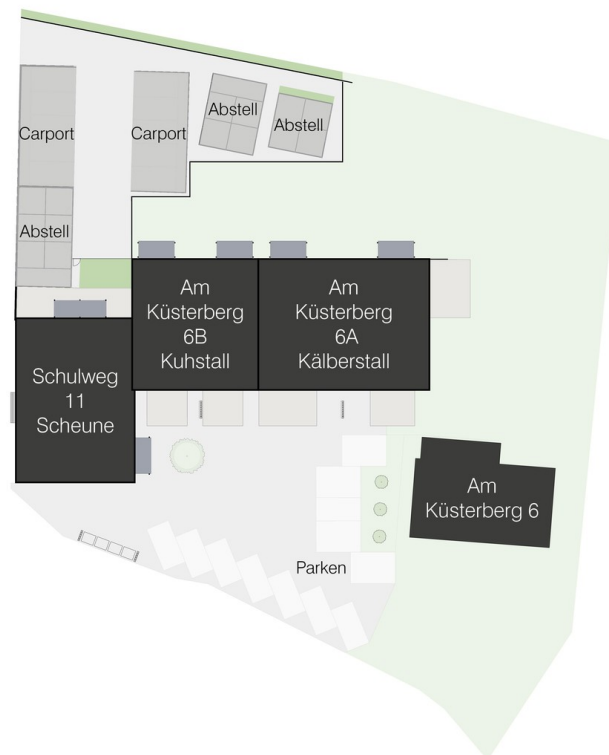 Carport
Carport
Abstell
Abstell
Abstell
Am
Küsterberg
6B
Kuhstall
Am
Küsterberg
6A
Kälberstall
Schulweg
11
Scheune
Am
Küsterberg 6
Parken